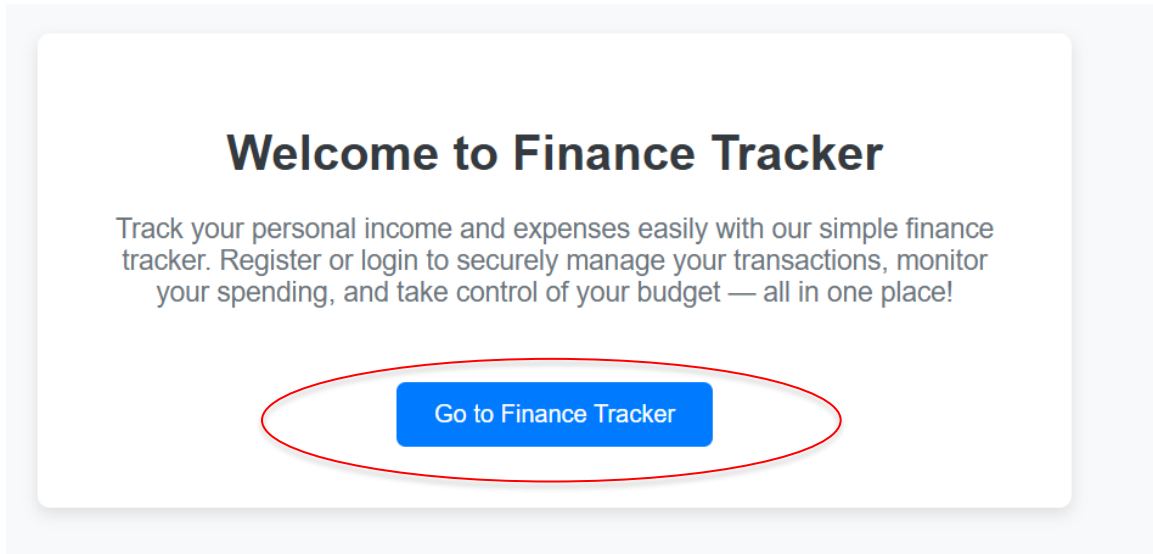 Welcome to Finance Tracker
Track your personal income and expenses easily with our simple finance
tracker. Register or login to securely manage your transactions, monitor
your spending, and take control of your budget — all in one place!
Go to Finance Tracker